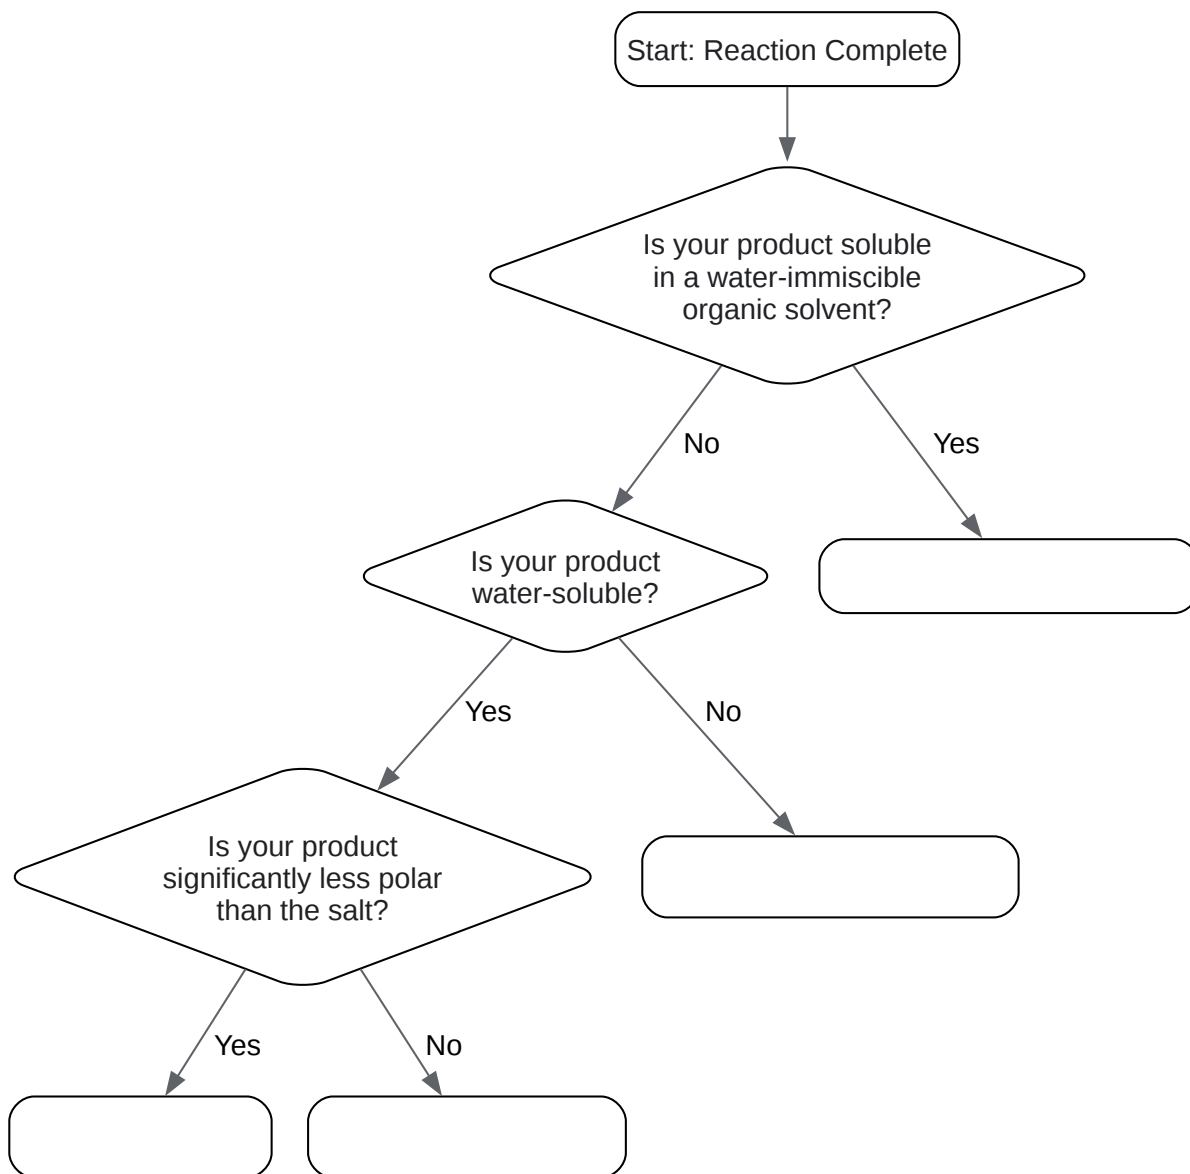 Start: Reaction Complete
Is your product soluble
in a water-immiscible
organic solvent?
No
Yes
Is your product
water-soluble?
Yes
No
Is your product
significantly less polar
than the salt?
Yes
No